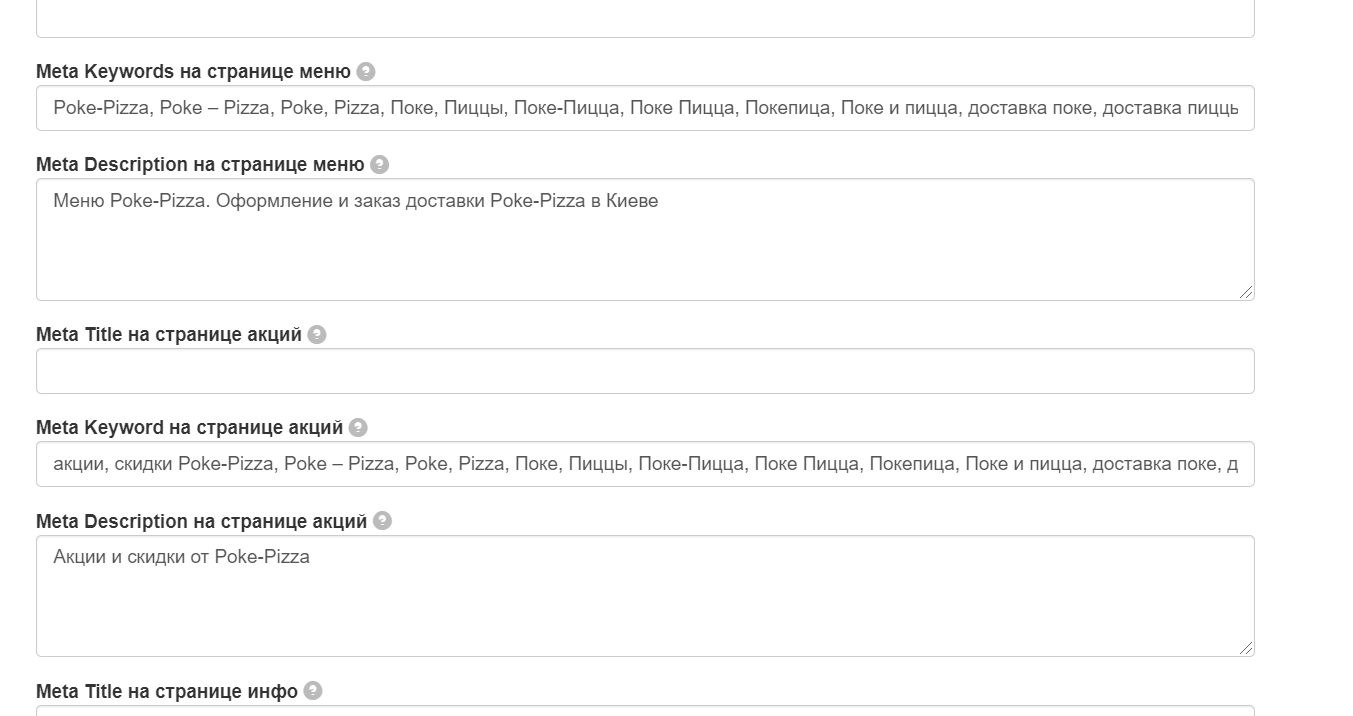 Meta Keywords на странице меню ?
Poke-Pizza, Poke – Pizza, Poke, Pizza, Поке, Пиццы, Поке-Пицца, Поке Пицца, Покепица, Поке и пицца, доставка поке, доставка пиццы
Meta Description на странице меню ?
Меню Poke-Pizza. Оформление и заказ доставки Poke-Pizza в Киеве
Meta Title на странице акций ?
Meta Keyword на странице акций ?
акции, скидки Poke-Pizza, Poke – Pizza, Poke, Pizza, Поке, Пиццы, Поке-Пицца, Поке Пицца, Покепица, Поке и пицца, доставка поке, д
Meta Description на странице акций ?
Акции и скидки от Poke-Pizza
Meta Title на странице инфо ?